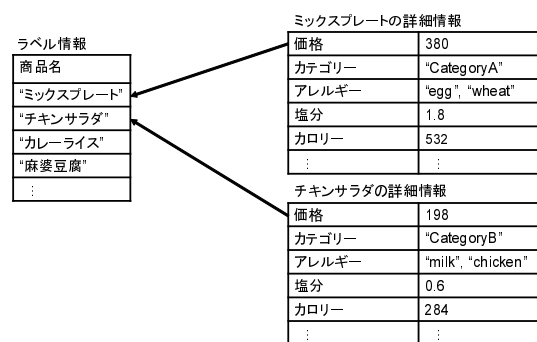 ラベル情報
商品名
“ミックスプレート”
“チキンサラダ”
“カレーライス”
“麻婆豆腐”
⋮
ミックスプレートの詳細情報
価格 380
カテゴリー “CategoryA”
アレルギー “egg”, “wheat”
塩分 1.8
カロリー 532
⋮ ⋮
チキンサラダの詳細情報
価格 198
カテゴリー “CategoryB”
アレルギー “milk”, “chicken”
塩分 0.6
カロリー 284
⋮ ⋮